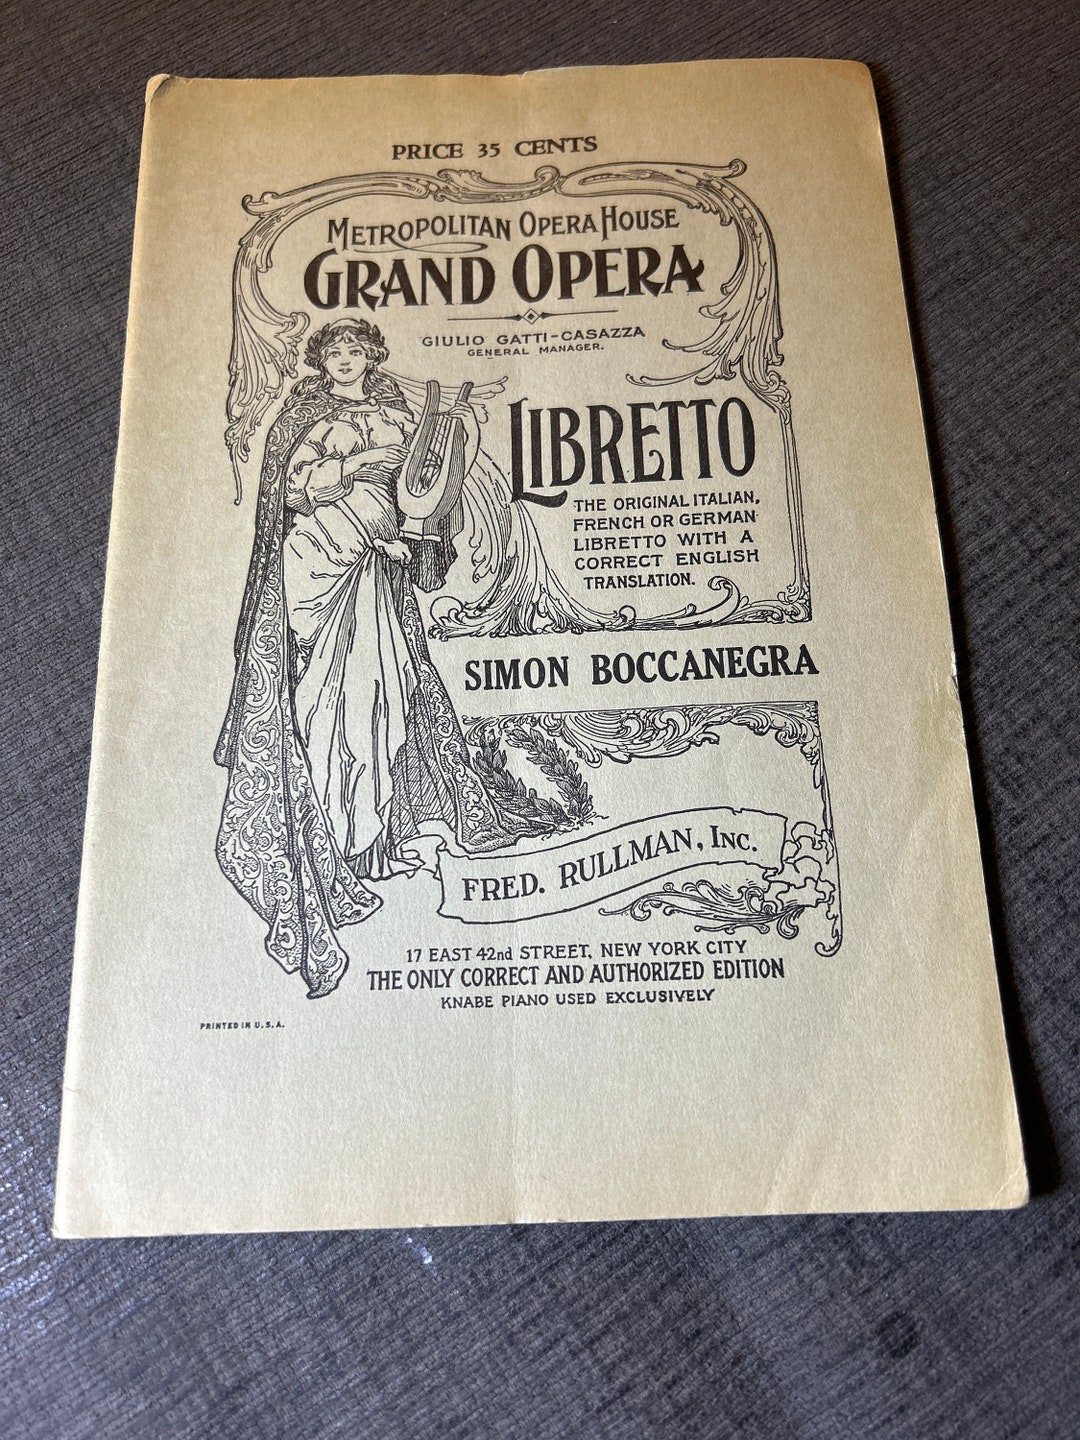 PRICE 35 CENTS
METROPOLITAN OPERA HOUSE
GRAND OPERA
GIULIO GATTI-CASAZZA
GENERAL MANAGER.
LIBRETTO
THE ORIGINAL ITALIAN,
FRENCH OR GERMAN
LIBRETTO WITH A
CORRECT ENGLISH
TRANSLATION.
SIMON BOCCANEGRA
FRED. RULLMAN, INC.
17 EAST 42nd STREET, NEW YORK CITY
THE ONLY CORRECT AND AUTHORIZED EDITION
KNABE PIANO USED EXCLUSIVELY
PRINTED IN U.S.A.